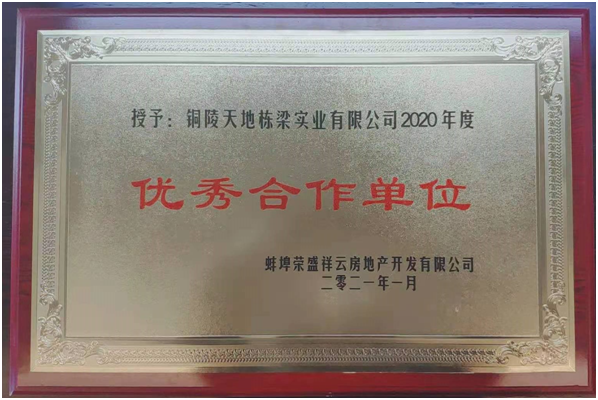 授予：铜陵天地栋梁实业有限公司2020年度
优秀合作单位
蚌埠荣盛祥云房地产开发有限公司
二零二一年一月